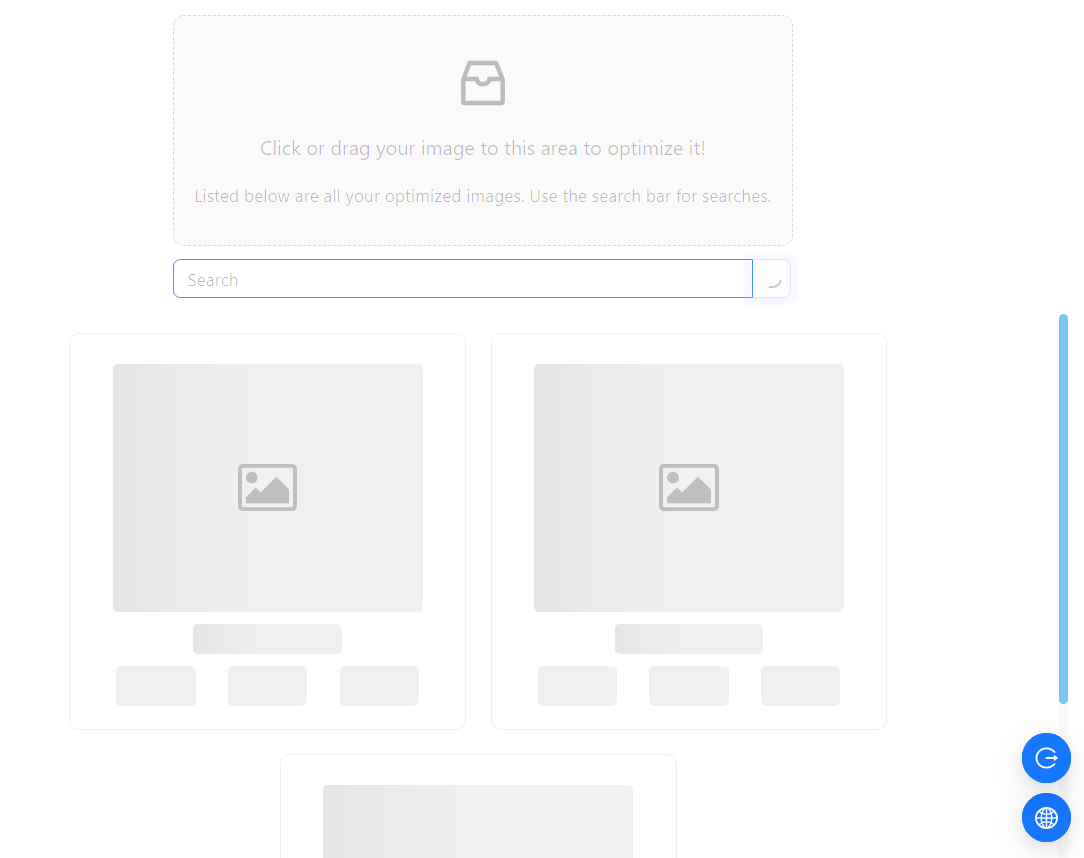 Click or drag your image to this area to optimize it!
Listed below are all your optimized images. Use the search bar for searches.
Search